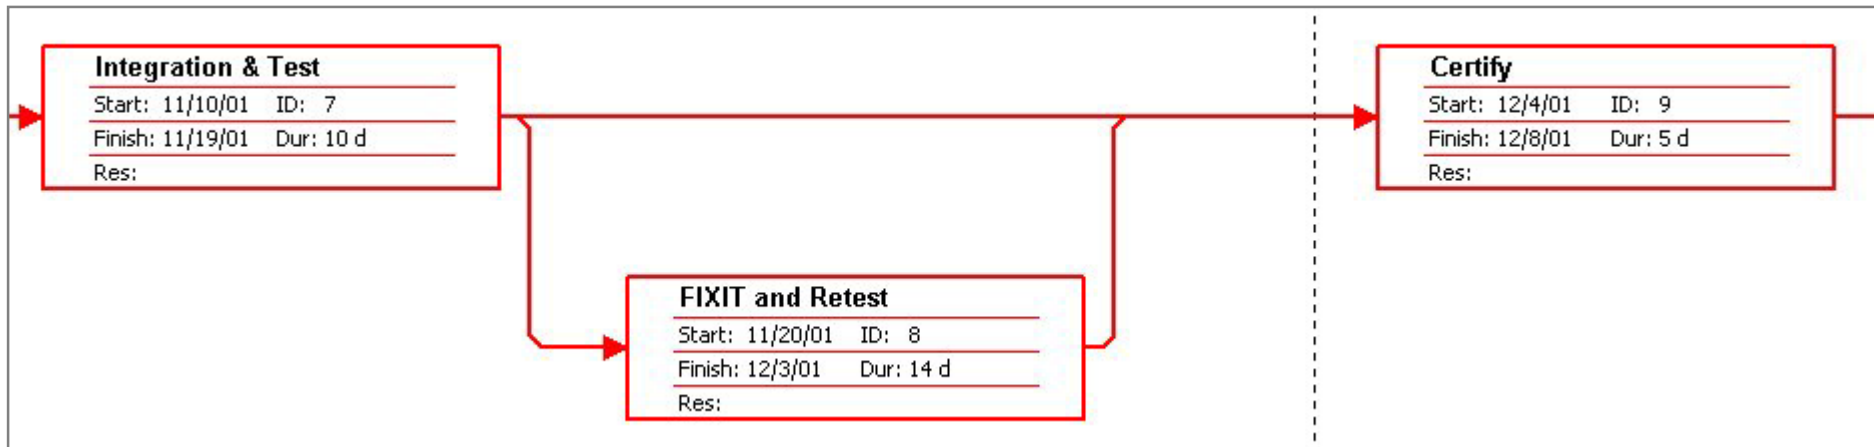 Integration & Test
Start: 11/10/01 ID: 7
Finish: 11/19/01 Dur: 10 d
Res:
FIXIT and Retest
Start: 11/20/01 ID: 8
Finish: 12/3/01 Dur: 14 d
Res:
Certify
Start: 12/4/01 ID: 9
Finish: 12/8/01 Dur: 5 d
Res: